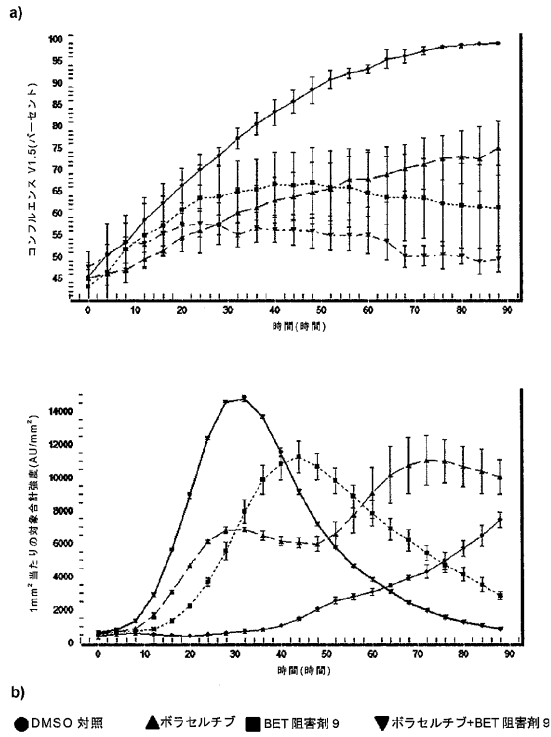 a)
コンフルエンス V1.5(パーセント)
100
95
90
85
80
75
70
65
60
55
50
45
0 10 20 30 40 50 60 70 80 90
時間(時間)
1mm²当たりの対象合計強度(AU/mm²)
14000
12000
10000
8000
6000
4000
2000
0
0 10 20 30 40 50 60 70 80 90
時間(時間)
b)
DMSO 対照 ボラセルチブ BET 阻害剤 9 ボラセルチブ+BET 阻害剤 9